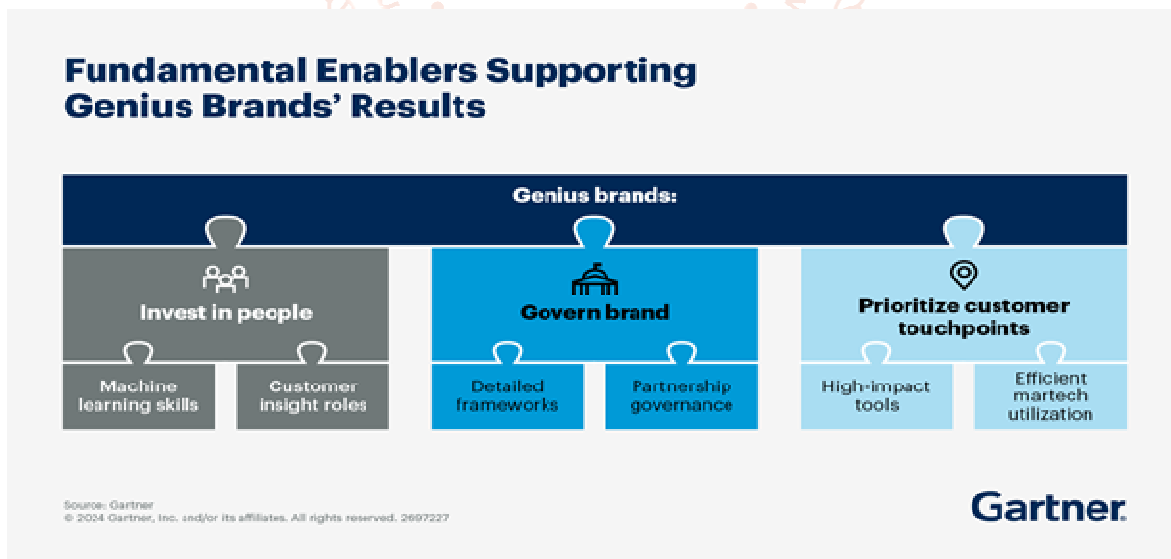 Fundamental Enablers Supporting
Genius Brands' Results
Genius brands:
Invest in people
Machine
learning skills
Customer
insight roles
Govern brand
Detailed
frameworks
Partnership
governance
Prioritize customer
touchpoints
High-impact
tools
Efficient
martech
utilization
Source: Gartner
© 2024 Gartner, Inc. and/or its affiliates. All rights reserved. 2697227
Gartner.